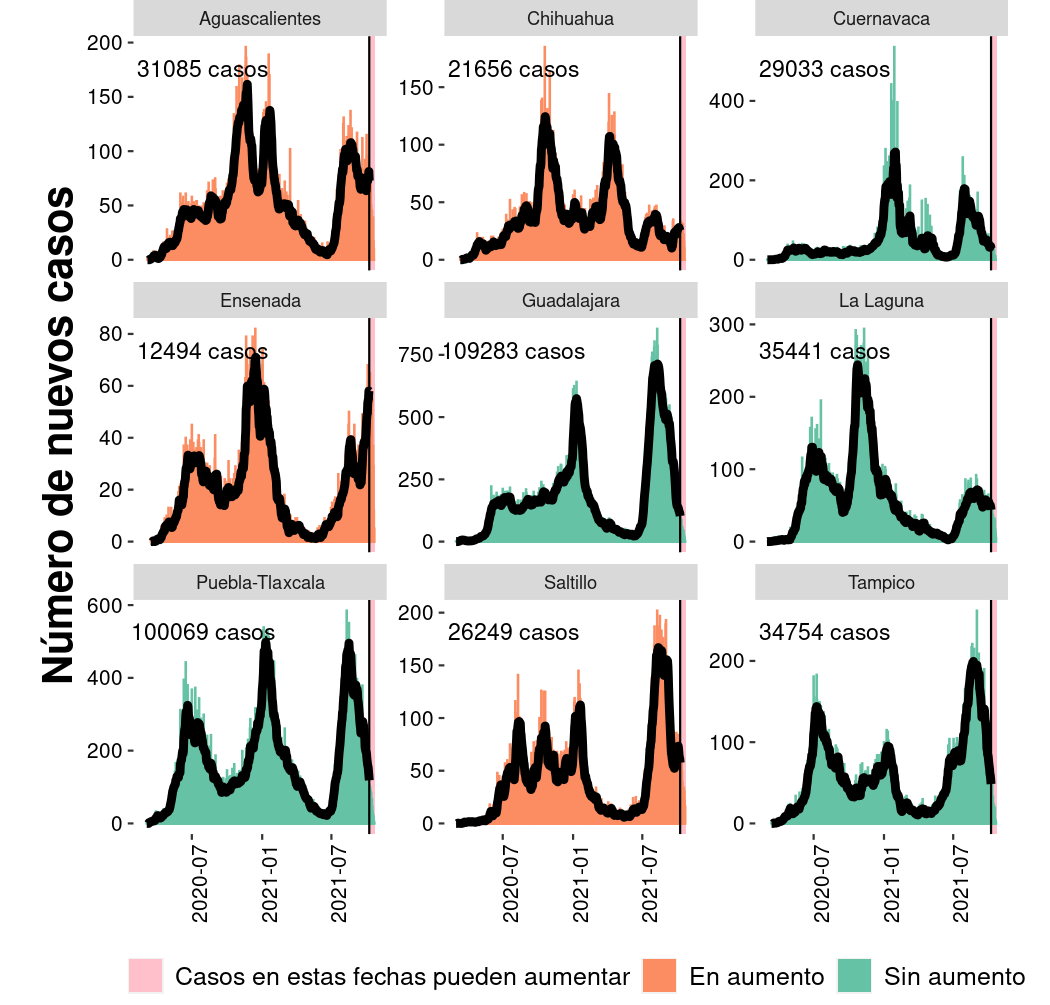 Número de nuevos casos
Aguascalientes
Chihuahua
Cuernavaca
200
150
100
50
0
31085 casos
150
100
50
0
21656 casos
400
200
0
29033 casos
Ensenada
Guadalajara
La Laguna
80
60
40
20
0
12494 casos
750
500
250
0
109283 casos
300
200
100
0
35441 casos
Puebla-Tlaxcala
Saltillo
Tampico
600
400
200
0
100069 casos
200
150
100
50
0
26249 casos
200
100
0
34754 casos
2020-07
2021-01
2021-07
2020-07
2021-01
2021-07
2020-07
2021-01
2021-07
Casos en estas fechas pueden aumentar
En aumento
Sin aumento